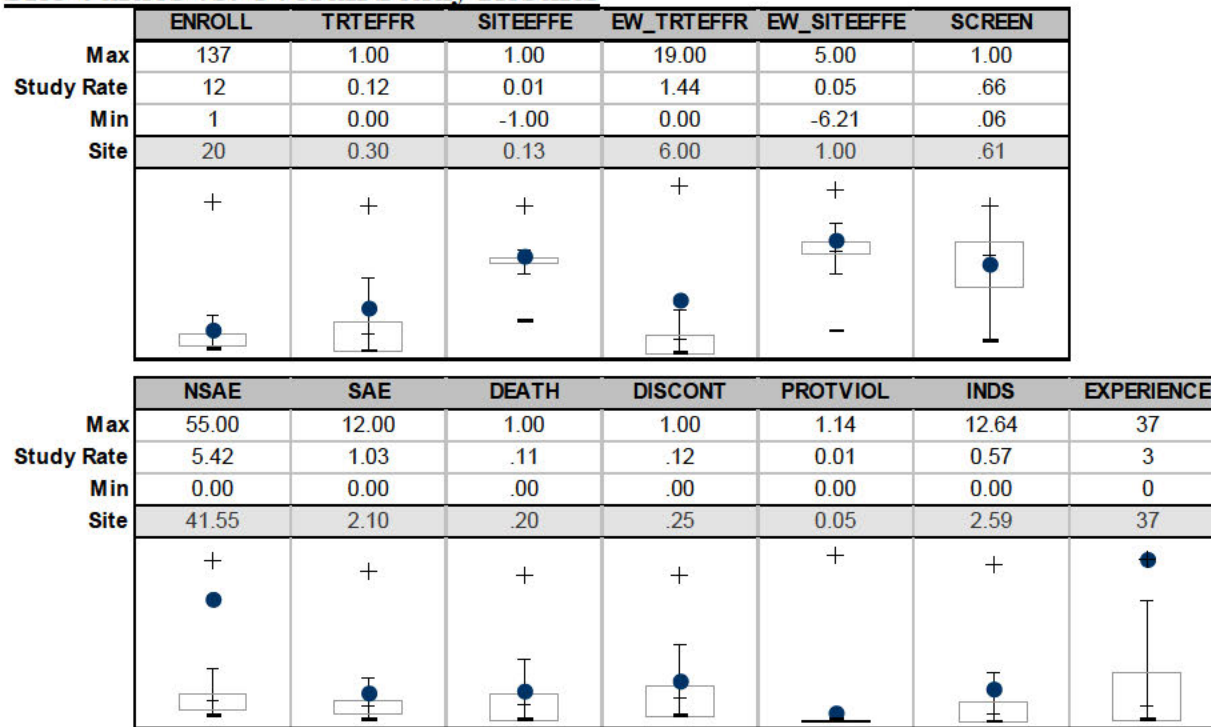 ENROLL TRTEFFR SITEEFFE EW_TRTEFFR EW_SITEEFFE SCREEN
Max 137 1.00 1.00 19.00 5.00 1.00
Study Rate 12 0.12 0.01 1.44 0.05 .66
Min 1 0.00 -1.00 0.00 -6.21 .06
Site 20 0.30 0.13 6.00 1.00 .61
NSAE SAE DEATH DISCONT PROTVIOL INDS EXPERIENCE
Max 55.00 12.00 1.00 1.00 1.14 12.64 37
Study Rate 5.42 1.03 .11 .12 0.01 0.57 3
Min 0.00 0.00 .00 .00 0.00 0.00 0
Site 41.55 2.10 .20 .25 0.05 2.59 37